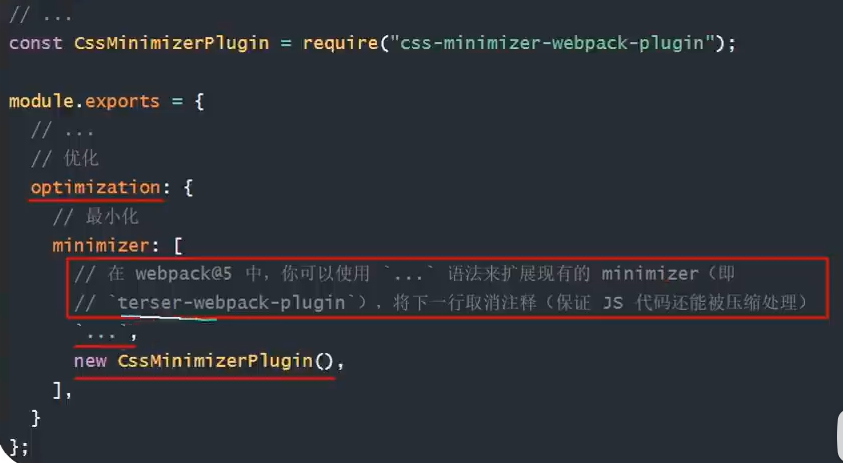 // ...
const CssMinimizerPlugin = require("css-minimizer-webpack-plugin");
module.exports = {
// ...
// 优化
optimization: {
// 最小化
minimizer: [
// 在 webpack@5 中，你可以使用 `...` 语法来扩展现有的 minimizer（即
// `terser-webpack-plugin`），将下一行取消注释（保证 JS 代码还能被压缩处理）
`...`,
new CssMinimizerPlugin(),
],
}
};